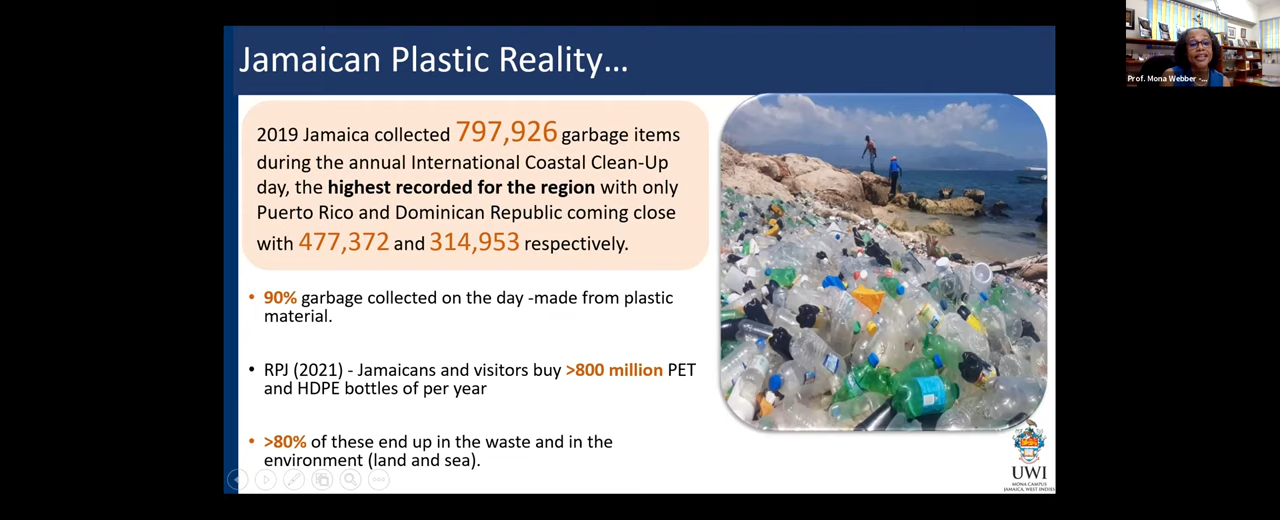 Jamaican Plastic Reality...
Prof. Mona Webber -...
2019 Jamaica collected 797,926 garbage items
during the annual International Coastal Clean-Up
day, the highest recorded for the region with only
Puerto Rico and Dominican Republic coming close
with 477,372 and 314,953 respectively.
• 90% garbage collected on the day -made from plastic
material.
• RPJ (2021) - Jamaicans and visitors buy >800 million PET
and HDPE bottles of per year
• >80% of these end up in the waste and in the
environment (land and sea).
UWI
MONA CAMPUS
JAMAICA, WEST INDIES